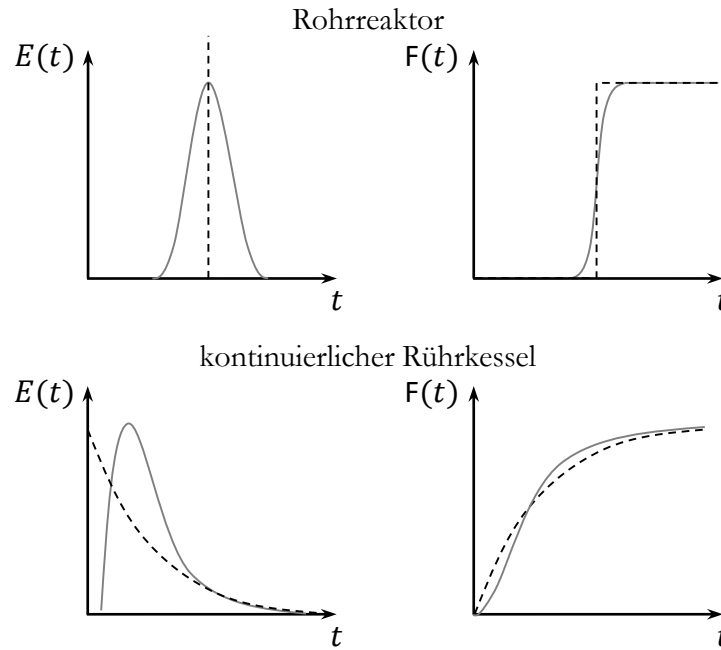 Rohrreaktor
E(t)
F(t)
t
t
kontinuierlicher Rührkessel
E(t)
F(t)
t
t